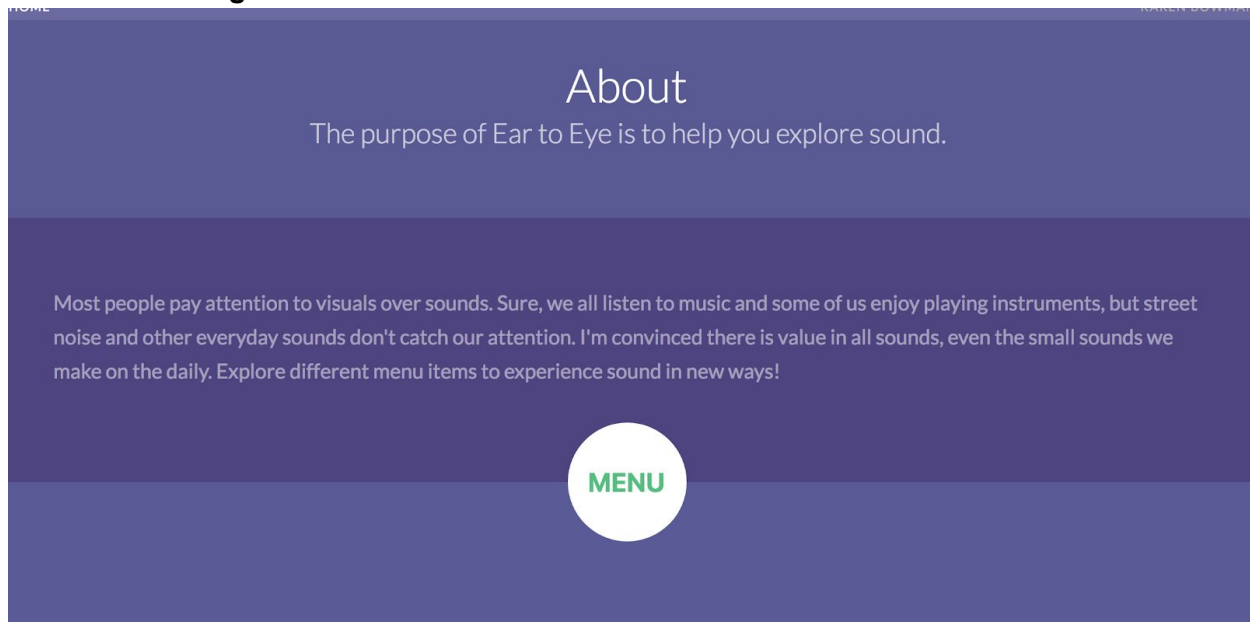 HOME
About
The purpose of Ear to Eye is to help you explore sound.
Most people pay attention to visuals over sounds. Sure, we all listen to music and some of us enjoy playing instruments, but street
noise and other everyday sounds don't catch our attention. I'm convinced there is value in all sounds, even the small sounds we
make on the daily. Explore different menu items to experience sound in new ways!
MENU